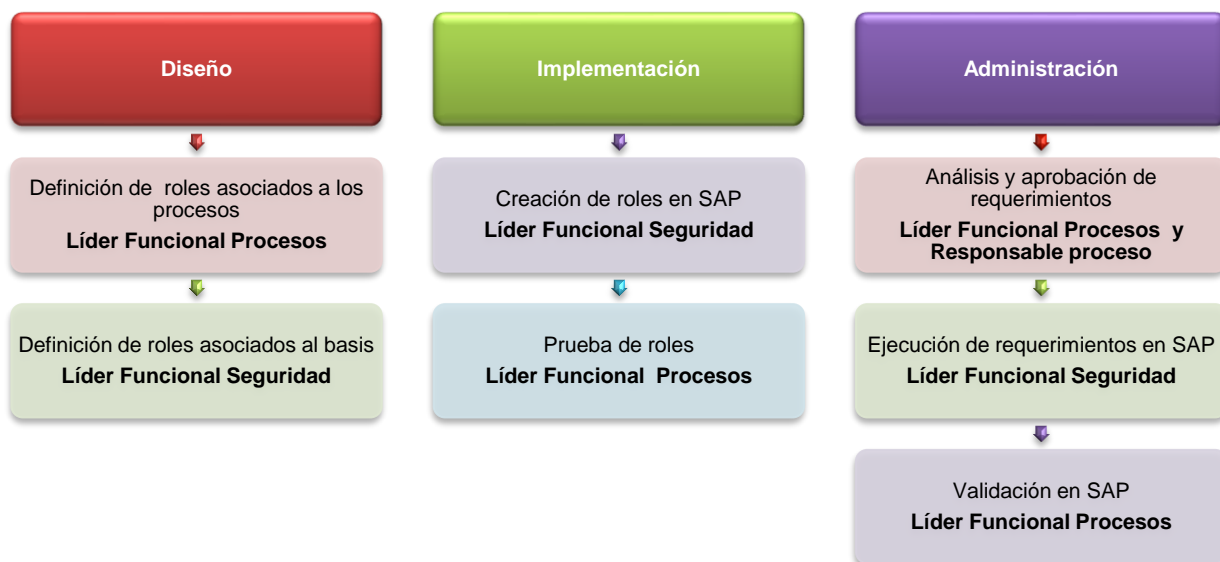 Diseño
Definición de roles asociados a los
procesos
Líder Funcional Procesos
Definición de roles asociados al basis
Líder Funcional Seguridad
Implementación
Creación de roles en SAP
Líder Funcional Seguridad
Prueba de roles
Líder Funcional Procesos
Administración
Análisis y aprobación de
requerimientos
Líder Funcional Procesos y
Responsable proceso
Ejecución de requerimientos en SAP
Líder Funcional Seguridad
Validación en SAP
Líder Funcional Procesos